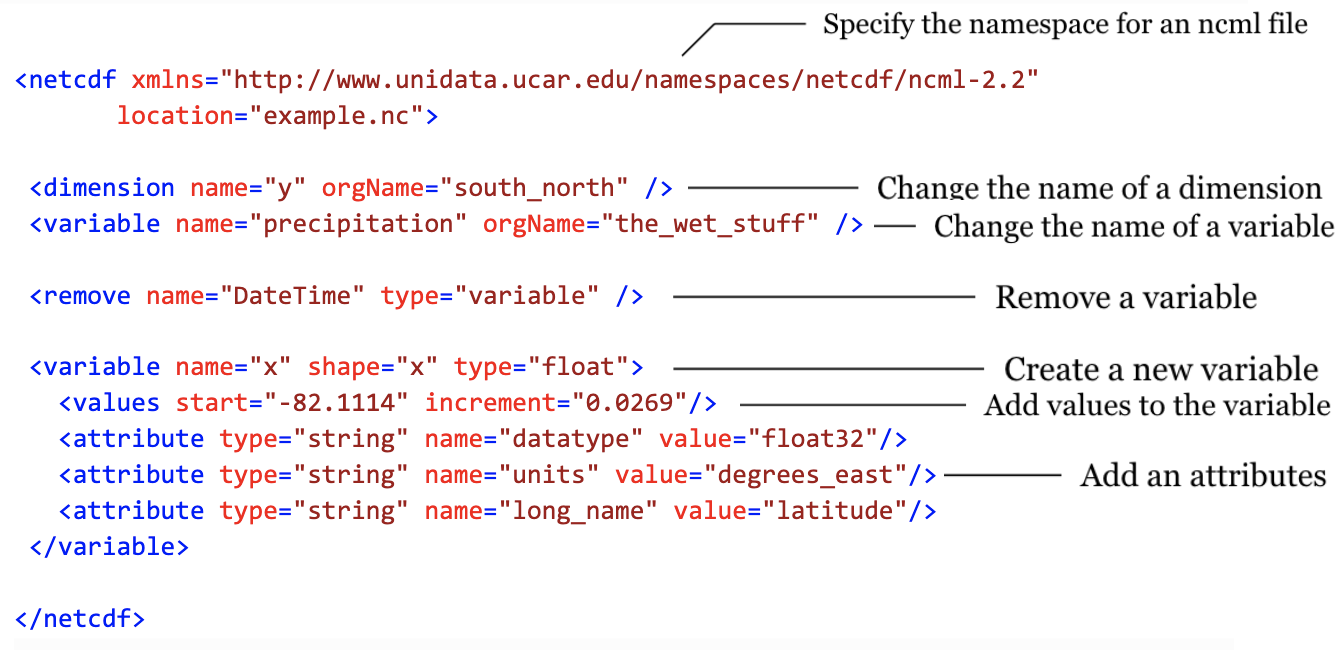 Specify the namespace for an ncml file
<netcdf xmlns="http://www.unidata.ucar.edu/namespaces/netcdf/ncml-2.2"
location="example.nc">
<dimension name="y" orgName="south_north" /> Change the name of a dimension
<variable name="precipitation" orgName="the_wet_stuff" /> Change the name of a variable
<remove name="DateTime" type="variable" /> Remove a variable
<variable name="x" shape="x" type="float"> Create a new variable
<values start="-82.1114" increment="0.0269"/> Add values to the variable
<attribute type="string" name="datatype" value="float32"/>
<attribute type="string" name="units" value="degrees_east"/> Add an attributes
<attribute type="string" name="long_name" value="latitude"/>
</variable>
</netcdf>